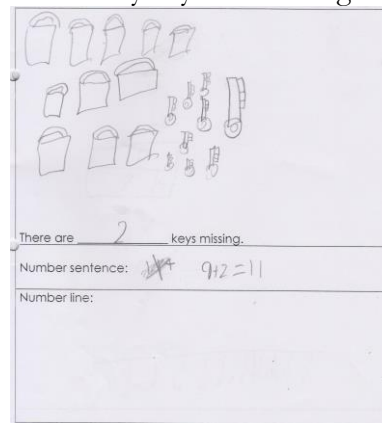 There are 2 keys missing.
Number sentence: 9+2=11
Number line: